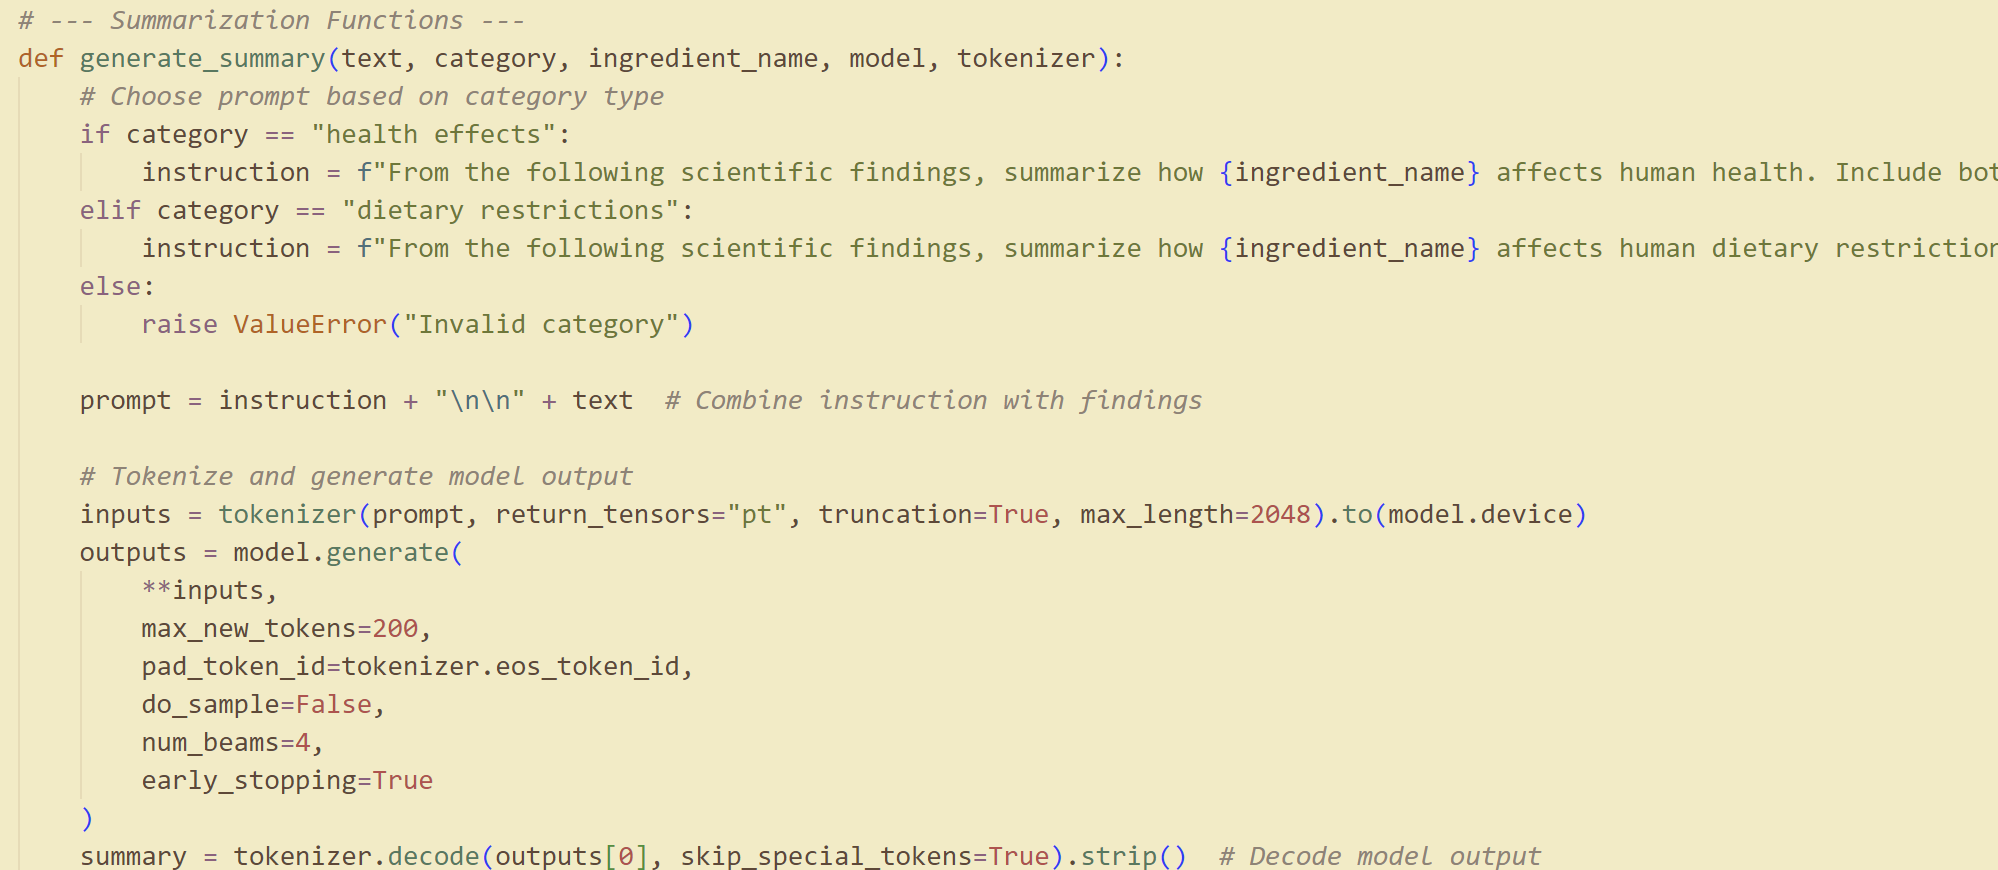 # --- Summarization Functions ---
def generate_summary(text, category, ingredient_name, model, tokenizer):
    # Choose prompt based on category type
    if category == "health effects":
        instruction = f"From the following scientific findings, summarize how {ingredient_name} affects human health. Include
    elif category == "dietary restrictions":
        instruction = f"From the following scientific findings, summarize how {ingredient_name} affects human dietary
    else:
        raise ValueError("Invalid category")

    prompt = instruction + "\n\n" + text  # Combine instruction with findings

    # Tokenize and generate model output
    inputs = tokenizer(prompt, return_tensors="pt", truncation=True, max_length=2048).to(model.device)
    outputs = model.generate(
        **inputs,
        max_new_tokens=200,
        pad_token_id=tokenizer.eos_token_id,
        do_sample=False,
        num_beams=4,
        early_stopping=True
    )
    summary = tokenizer.decode(outputs[0], skip_special_tokens=True).strip()  # Decode model output